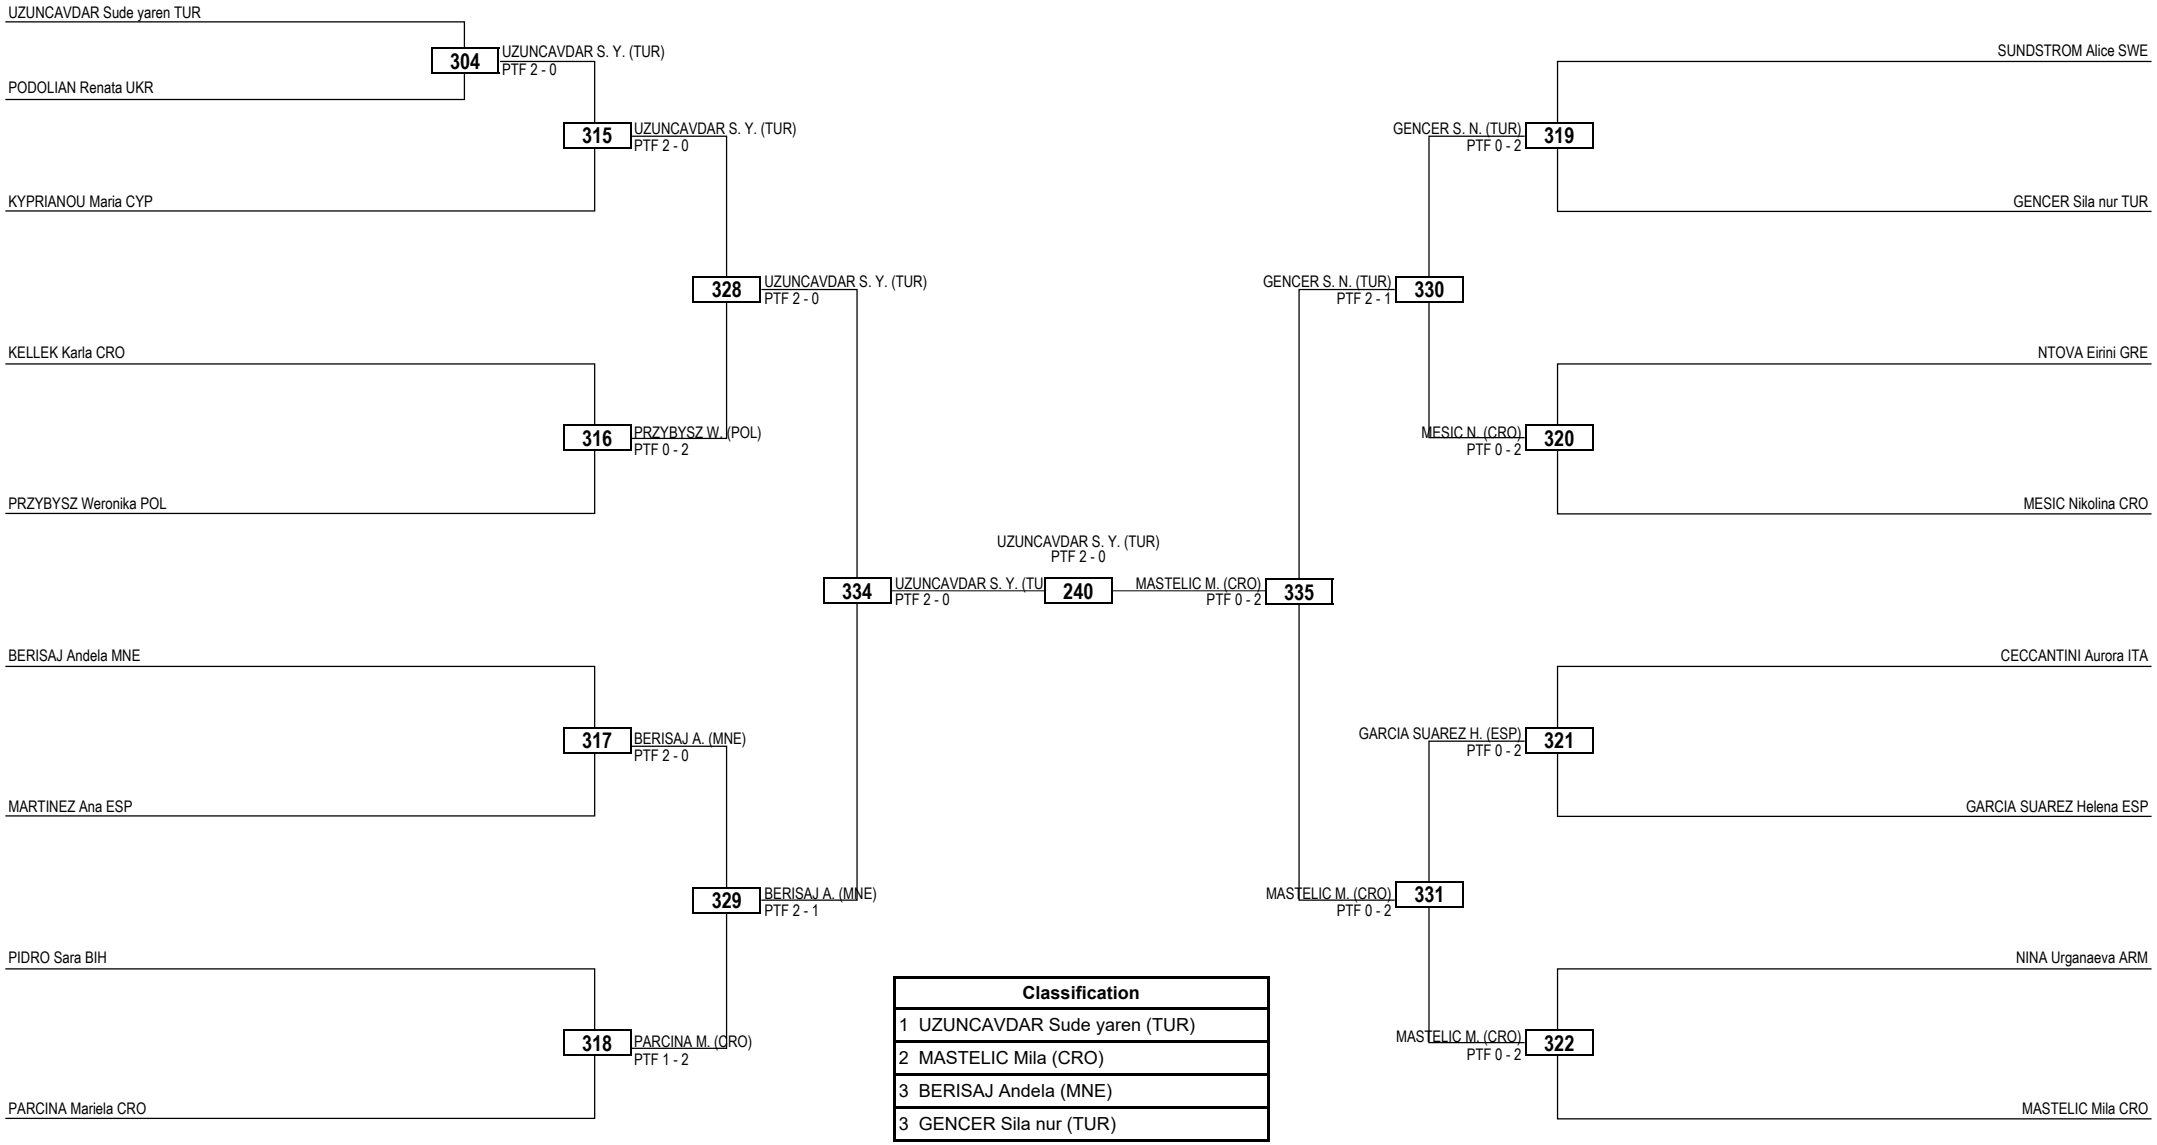 UZUNCAVDAR Sude yaren TUR
304
UZUNCAVDAR S. Y. (TUR)
PTF 2 - 0
PODOLIAN Renata UKR
315
UZUNCAVDAR S. Y. (TUR)
PTF 2 - 0
KYPRIANOU Maria CYP
328
UZUNCAVDAR S. Y. (TUR)
PTF 2 - 0
KELLEK Karla CRO
316
PRZYBYSZ W. (POL)
PTF 0 - 2
PRZYBYSZ Weronika POL
334
UZUNCAVDAR S. Y. (TU
PTF 2 - 0
BERISAJ Andela MNE
317
BERISAJ A. (MNE)
PTF 2 - 0
MARTINEZ Ana ESP
329
BERISAJ A. (MNE)
PTF 2 - 1
PIDRO Sara BIH
318
PARCINA M. (CRO)
PTF 1 - 2
PARCINA Mariela CRO
UZUNCAVDAR S. Y. (TUR)
PTF 2 - 0
240
SUNDSTROM Alice SWE
GENCER S. N. (TUR)
PTF 0 - 2
319
GENCER Sila nur TUR
GENCER S. N. (TUR)
PTF 2 - 1
330
NTOVA Eirini GRE
MESIC N. (CRO)
PTF 0 - 2
320
MESIC Nikolina CRO
MASTELIC M. (CRO)
PTF 0 - 2
335
CECCANTINI Aurora ITA
GARCIA SUAREZ H. (ESP)
PTF 0 - 2
321
GARCIA SUAREZ Helena ESP
MASTELIC M. (CRO)
PTF 0 - 2
331
NINA Urganaeva ARM
MASTELIC M. (CRO)
PTF 0 - 2
322
MASTELIC Mila CRO
Classification
1 UZUNCAVDAR Sude yaren (TUR)
2 MASTELIC Mila (CRO)
3 BERISAJ Andela (MNE)
3 GENCER Sila nur (TUR)